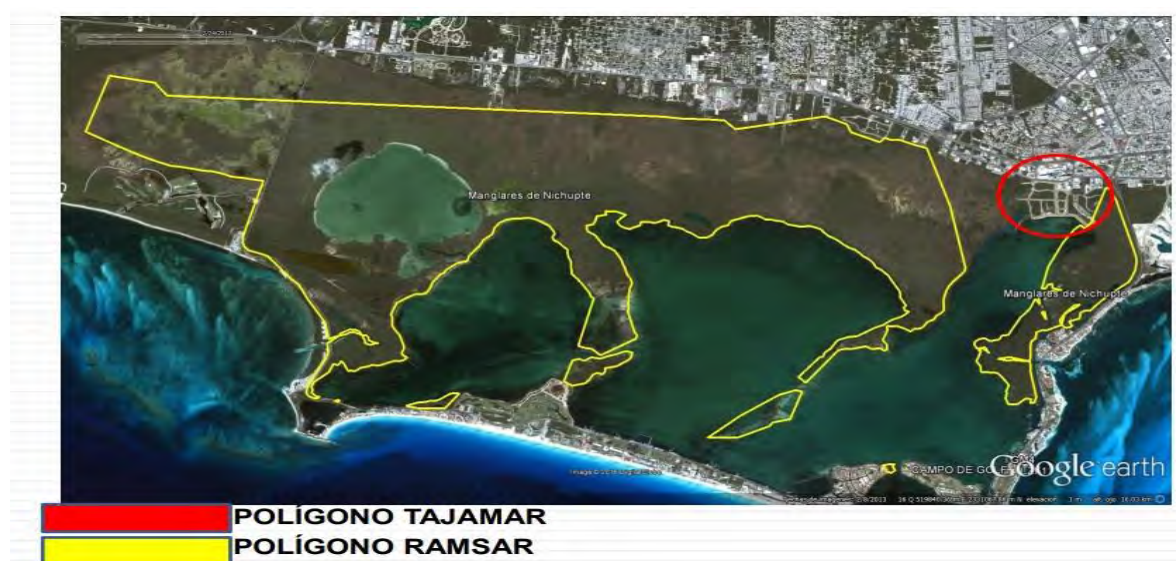 Manglares de Nichupte
Manglares de Nichupte
CAMPO DE GOLF
Google earth
POLÍGONO TAJAMAR
POLÍGONO RAMSAR